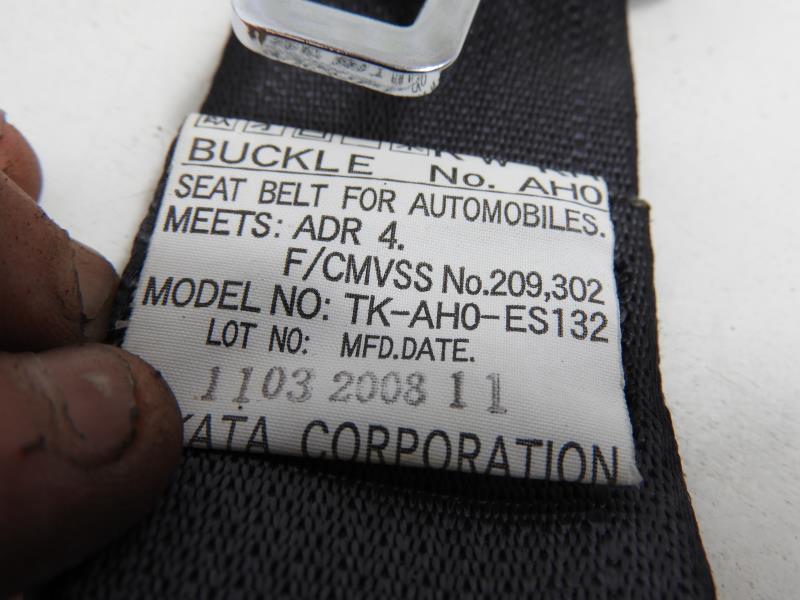 BUCKLE No. AH0
SEAT BELT FOR AUTOMOBILES.
MEETS: ADR 4.
F/CMVSS No.209,302
MODEL NO: TK-AH0-ES132
LOT NO: MFD.DATE.
1103 2008 11
KATA CORPORATION